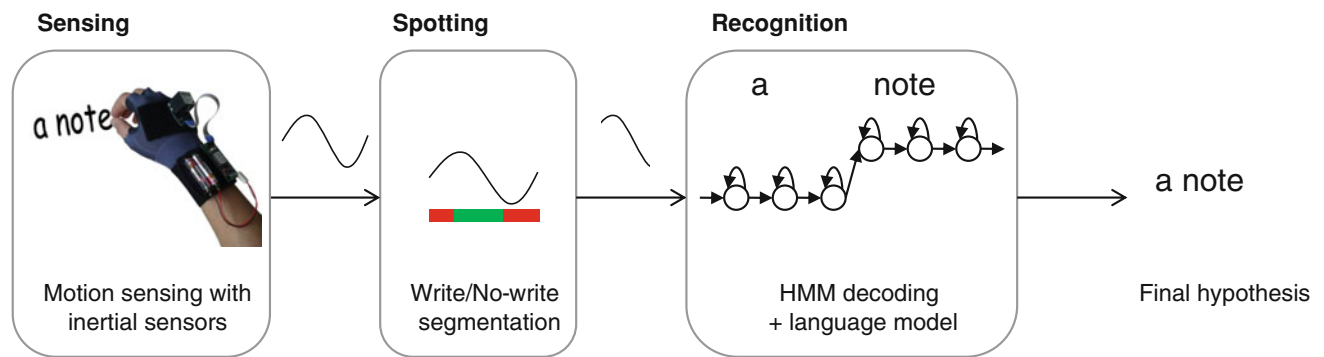 Sensing
Spotting
Recognition
a note
a note
a note
Motion sensing with
inertial sensors
Write/No-write
segmentation
HMM decoding
+ language model
Final hypothesis